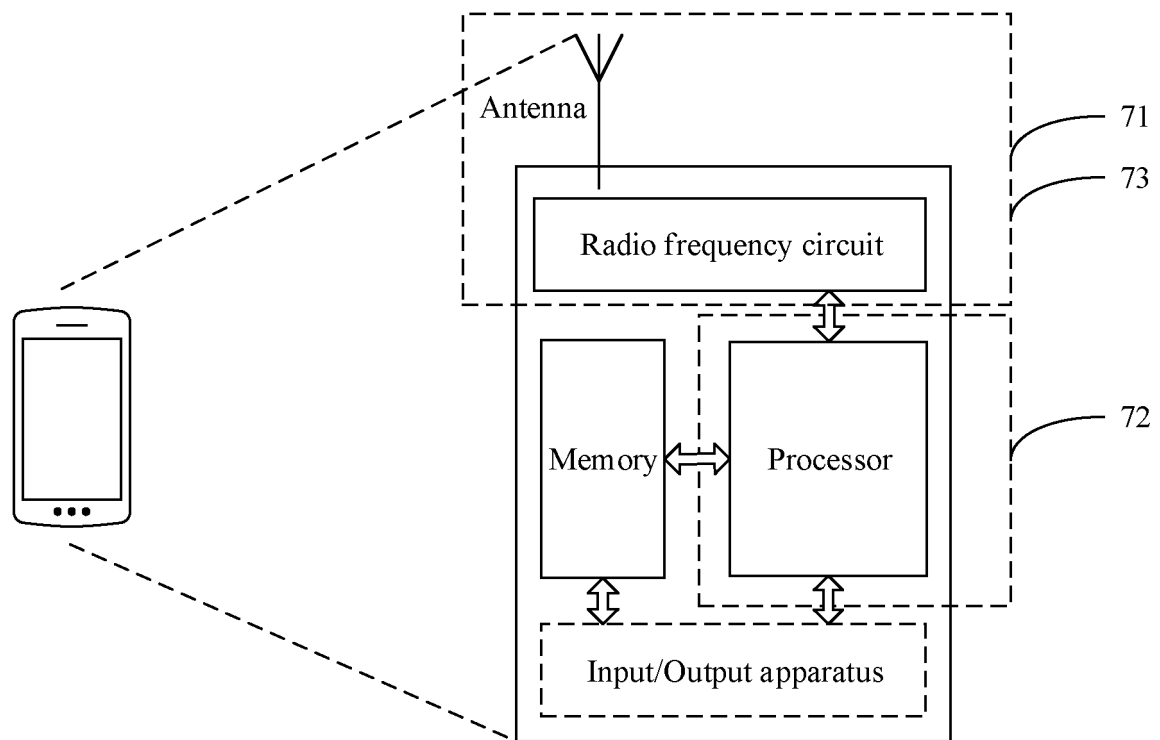 Antenna
71
73
Radio frequency circuit
72
Memory
Processor
Input/Output apparatus